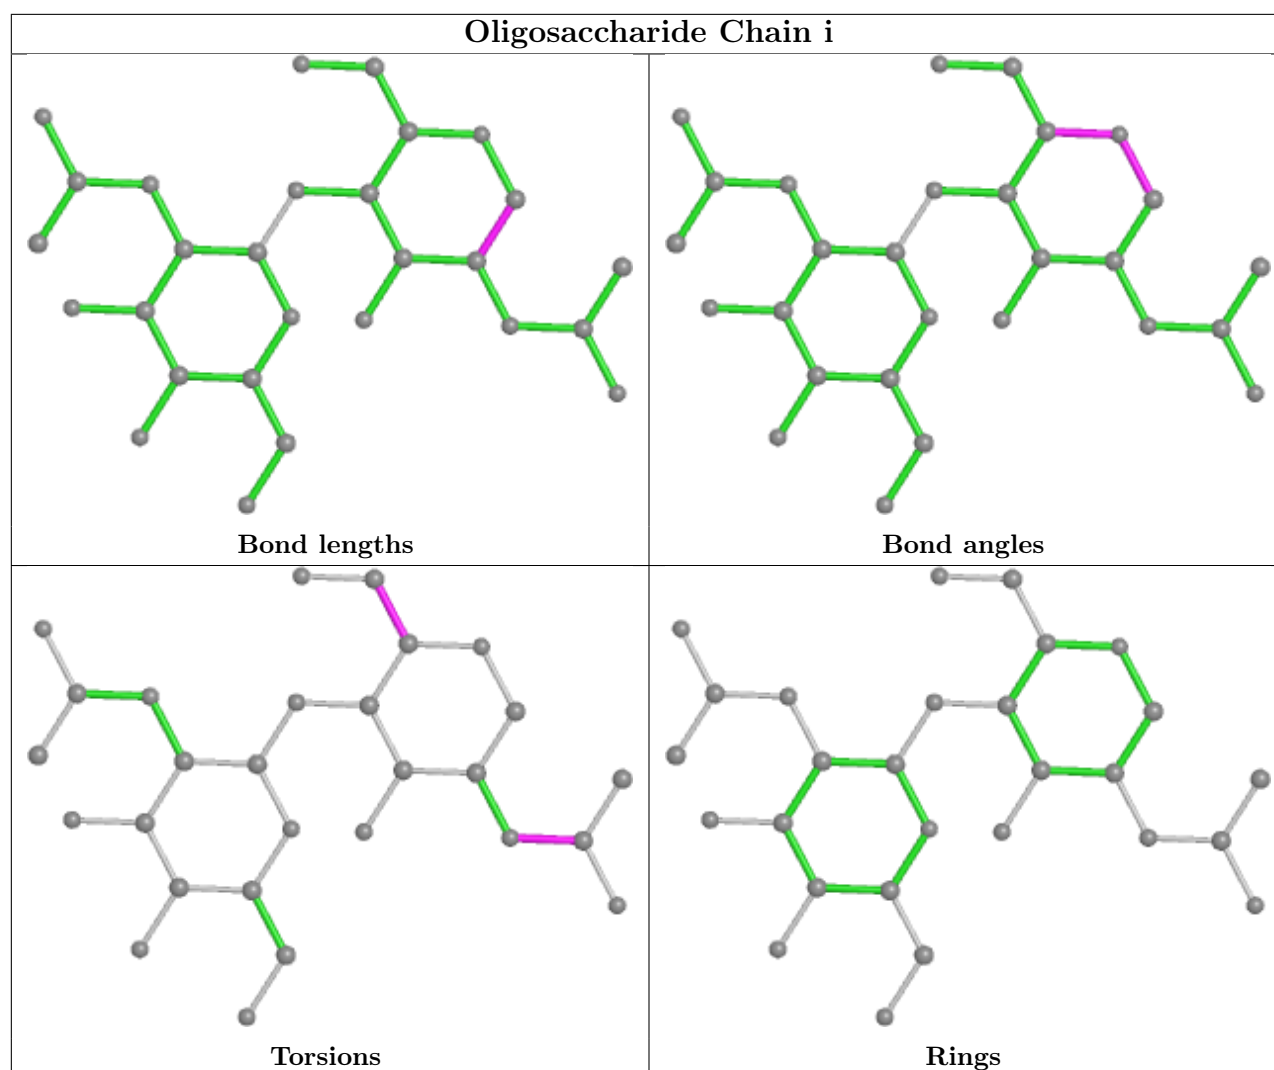 Oligosaccharide Chain i
Bond lengths
Bond angles
Torsions
Rings